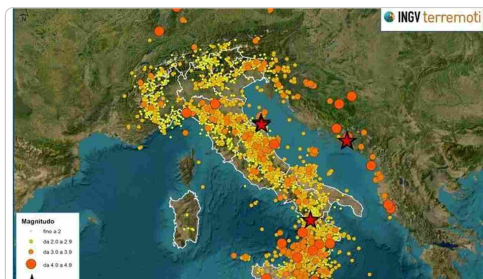 INGV terremoti
Magnitudo
fino a 2
da 2.0 a 2.9
da 3.0 a 3.9
da 4.0 a 4.9